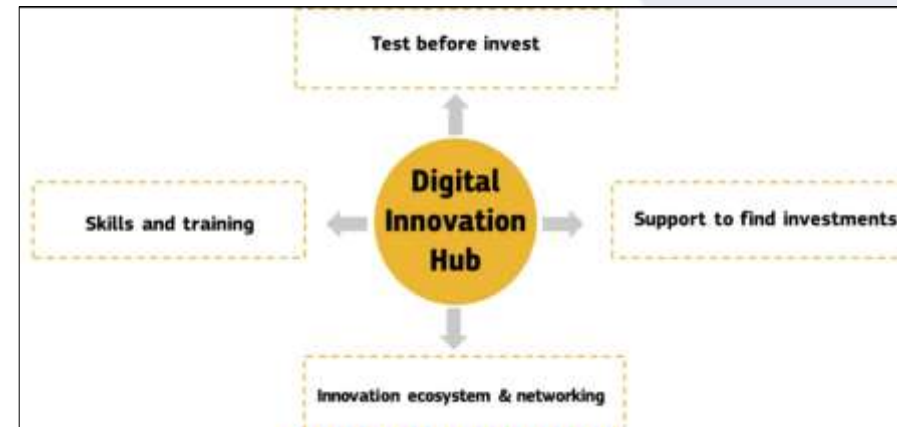 Test before invest
Skills and training
Digital
Innovation
Hub
Support to find investments
Innovation ecosystem & networking